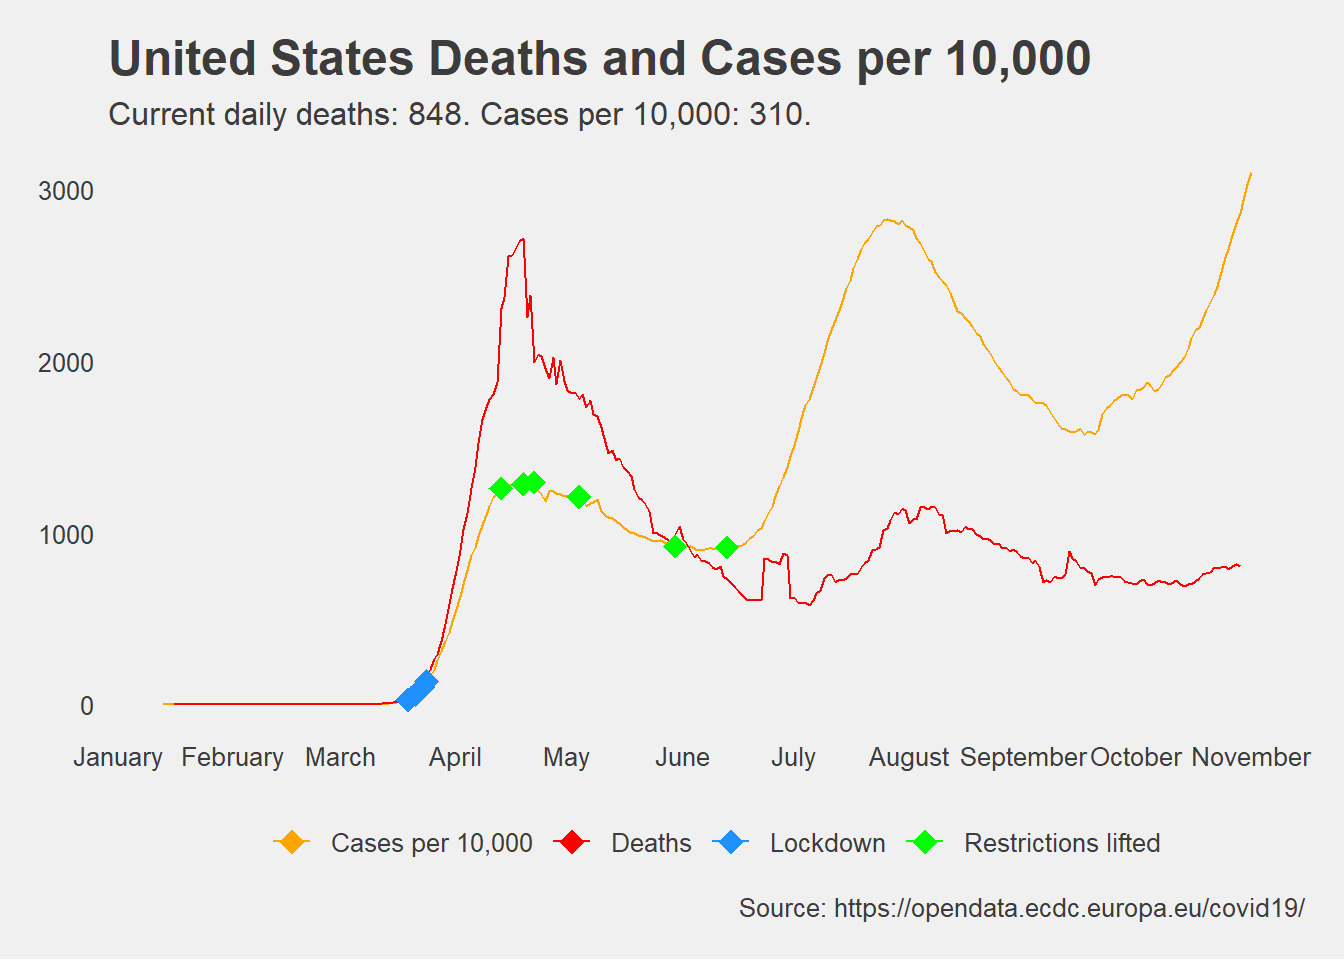 United States Deaths and Cases per 10,000
Current daily deaths: 848. Cases per 10,000: 310.
3000
2000
1000
0
January February March April May June July August September October November
Cases per 10,000 Deaths Lockdown Restrictions lifted
Source: https://opendata.ecdc.europa.eu/covid19/